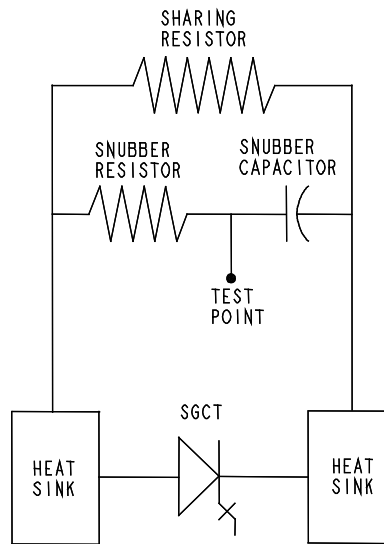 SHARING
RESISTOR
SNUBBER
RESISTOR
SNUBBER
CAPACITOR
TEST
POINT
SGCT
HEAT
SINK
HEAT
SINK